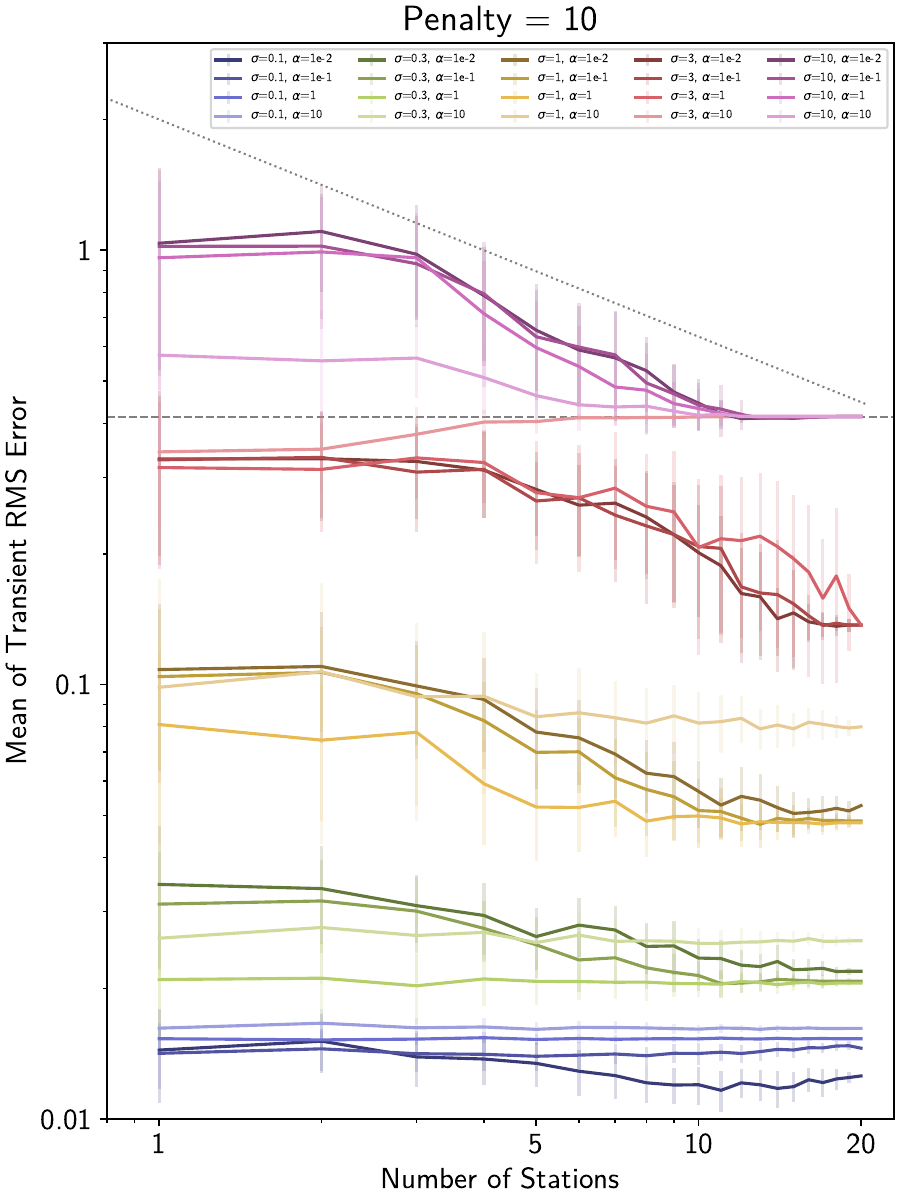 Penalty = 10
σ=0.1, α=1e-2 σ=0.3, α=1e-2 σ=1, α=1e-2 σ=3, α=1e-2 σ=10, α=1e-2
σ=0.1, α=1e-1 σ=0.3, α=1e-1 σ=1, α=1e-1 σ=3, α=1e-1 σ=10, α=1e-1
σ=0.1, α=1 σ=0.3, α=1 σ=1, α=1 σ=3, α=1 σ=10, α=1
σ=0.1, α=10 σ=0.3, α=10 σ=1, α=10 σ=3, α=10 σ=10, α=10
Mean of Transient RMS Error
1
0.1
0.01
1 5 10 20
Number of Stations